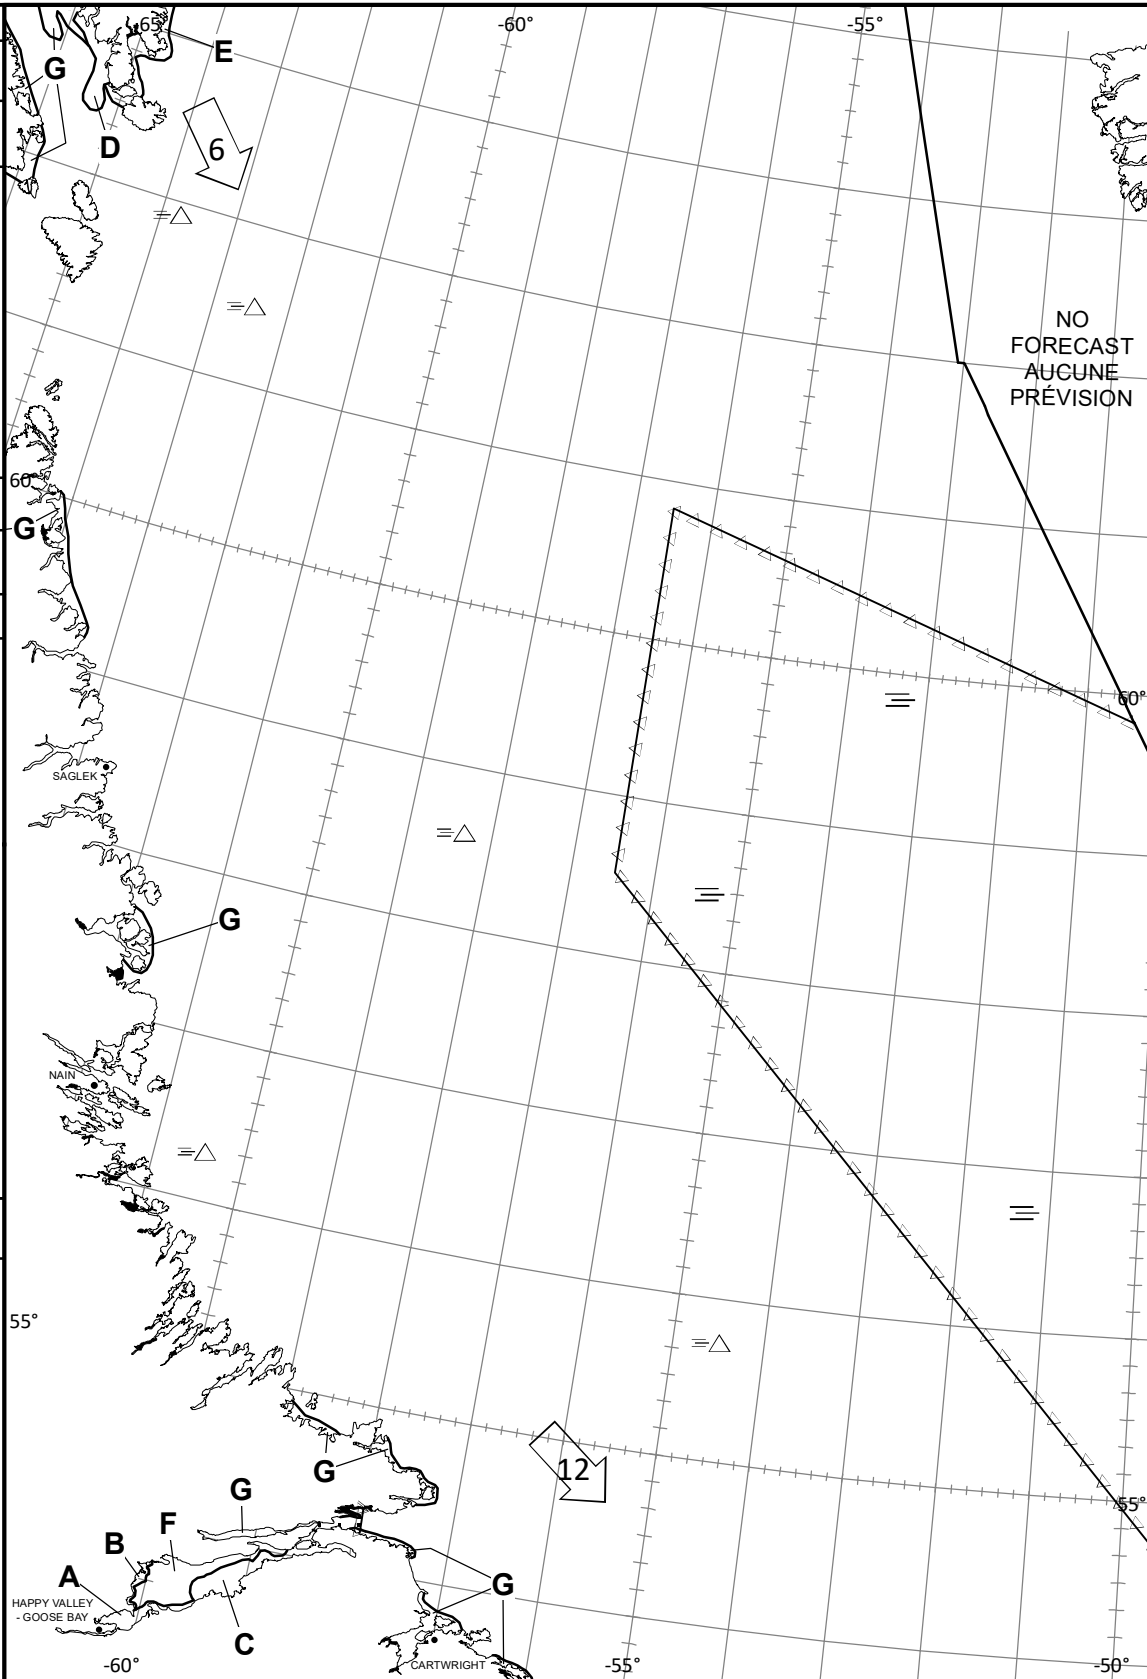 -65°
-60°
-55°
E
G
D
6
NO
FORECAST
AUCUNE
PRÉVISION
60°
G
60°
SAGLEK
G
NAIN
55°
12
G
G
55°
F
B
A
G
HAPPY VALLEY
- GOOSE BAY
C
CARTWRIGHT
-60°
-55°
-50°